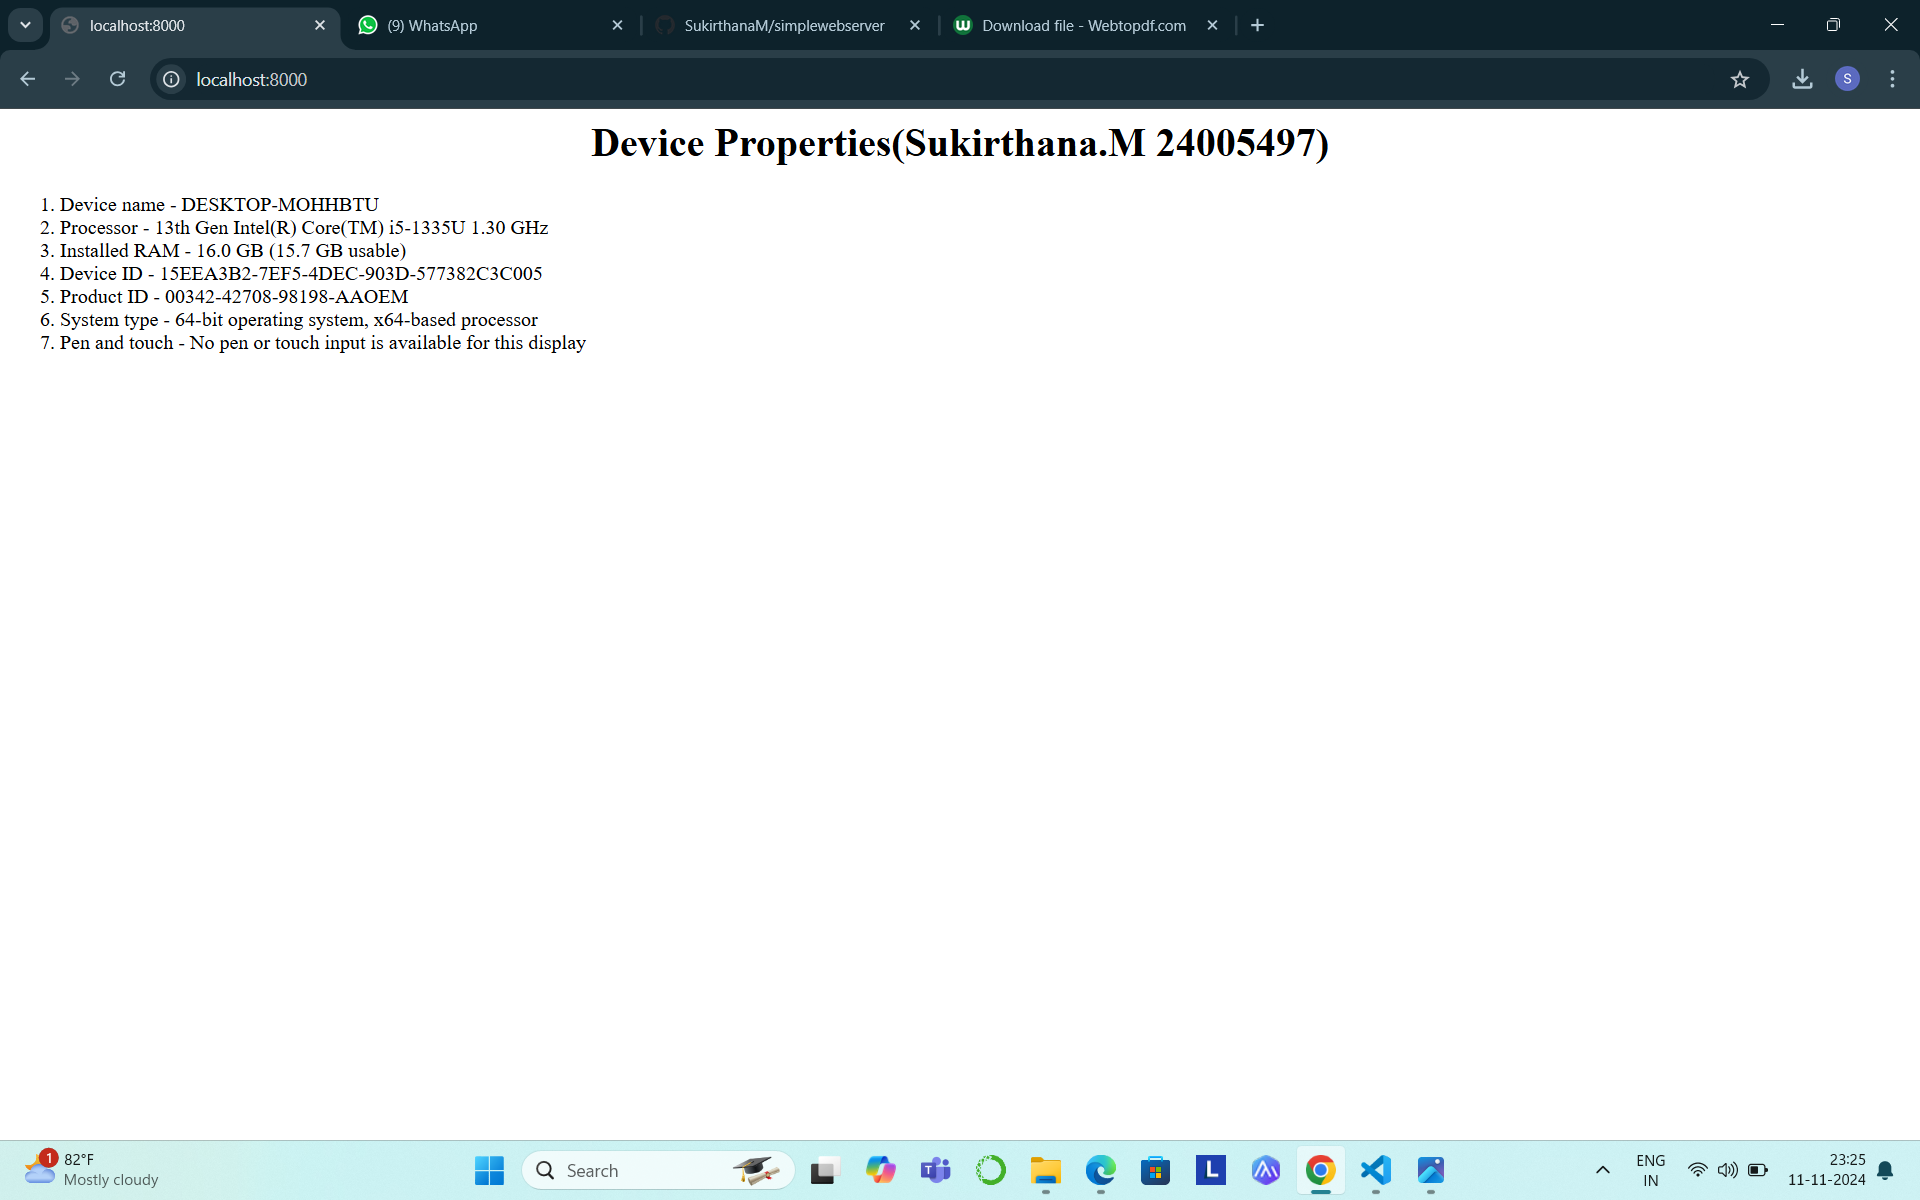 localhost:8000
(9) WhatsApp
SukirthanaM/simplewebserver
Download file - Webtopdf.com
localhost:8000
S
Device Properties(Sukirthana.M 24005497)
1. Device name - DESKTOP-MOHHBTU
2. Processor - 13th Gen Intel(R) Core(TM) i5-1335U 1.30 GHz
3. Installed RAM - 16.0 GB (15.7 GB usable)
4. Device ID - 15EEA3B2-7EF5-4DEC-903D-577382C3C005
5. Product ID - 00342-42708-98198-AAOEM
6. System type - 64-bit operating system, x64-based processor
7. Pen and touch - No pen or touch input is available for this display
1
82°F
Mostly cloudy
Search
T
L
ENG
IN
23:25
11-11-2024